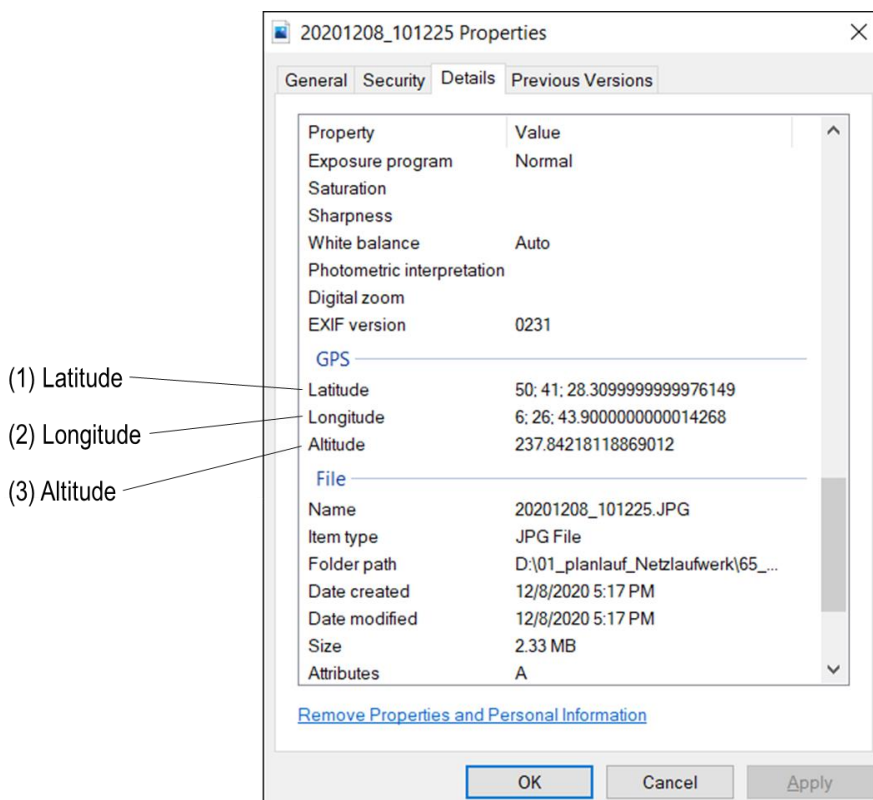 20201208_101225 Properties
General Security Details Previous Versions
Property Value
Exposure program Normal
Saturation
Sharpness
White balance Auto
Photometric interpretation
Digital zoom
EXIF version 0231
GPS
(1) Latitude
Latitude 50; 41; 28.3099999999976149
(2) Longitude
Longitude 6; 26; 43.9000000000014268
(3) Altitude
Altitude 237.84218118869012
File
Name 20201208_101225.JPG
Item type JPG File
Folder path D:\01_planlauf_Netzlaufwerk\65_...
Date created 12/8/2020 5:17 PM
Date modified 12/8/2020 5:17 PM
Size 2.33 MB
Attributes A
Remove Properties and Personal Information
OK Cancel Apply